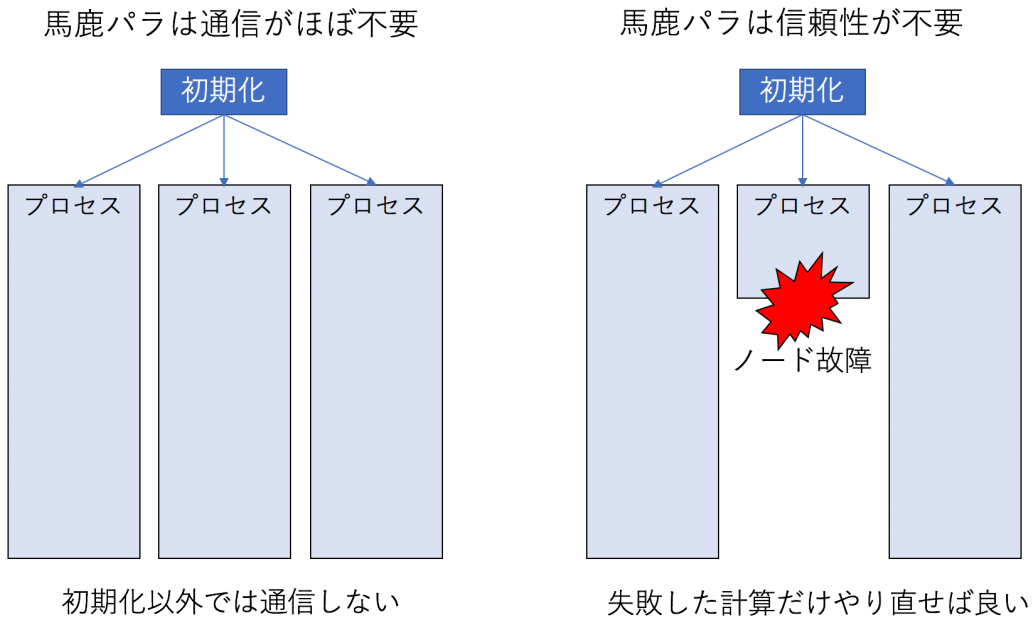 馬鹿パラは通信がほぼ不要
初期化
プロセス
プロセス
プロセス
初期化以外では通信しない
馬鹿パラは信頼性が不要
初期化
プロセス
プロセス
プロセス
ノード故障
失敗した計算だけやり直せば良い